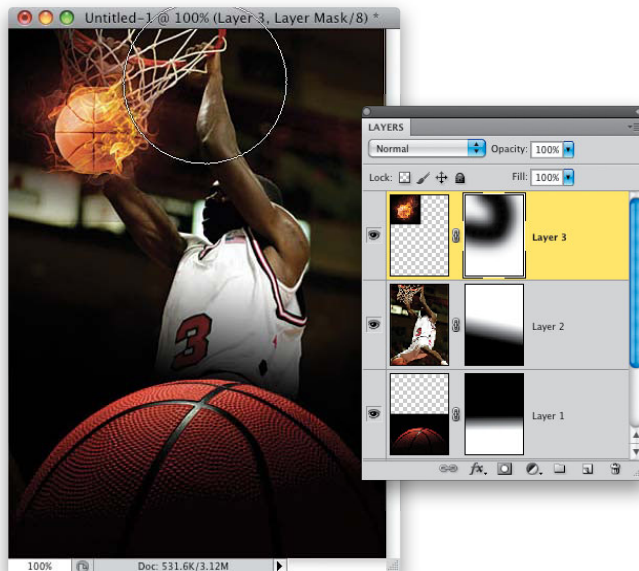 Untitled-1 @ 100% (Layer 3, Layer Mask/8) *
3
100%
Doc: 531.6K/3.12M
LAYERS
Normal
Opacity: 100%
Lock:
Fill: 100%
Layer 3
Layer 2
Layer 1
fx.